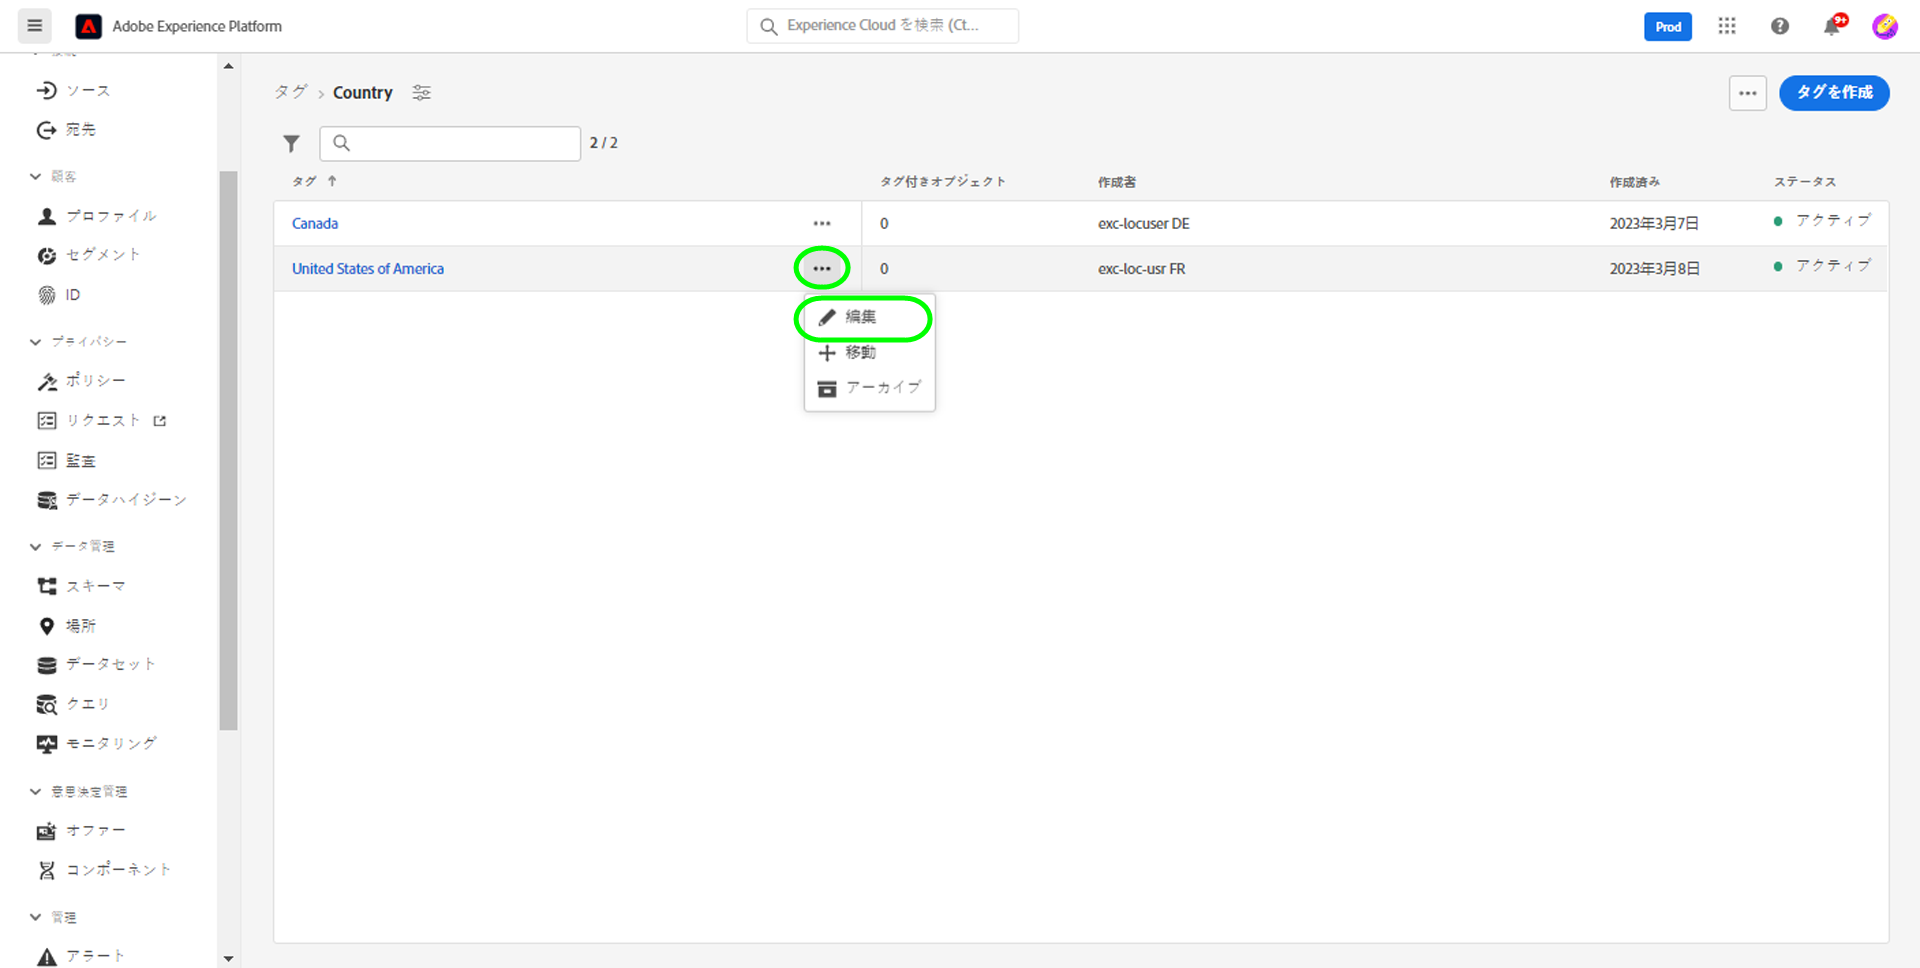 Adobe Experience Platform
Experience Cloud を検索 (Ct...
Prod
9+
ソース
宛先
顧客
プロファイル
セグメント
ID
プライバシー
ポリシー
リクエスト
監査
データハイジーン
データ管理
スキーマ
場所
データセット
クエリ
モニタリング
意思決定管理
オファー
コンポーネント
管理
アラート
タグ > Country
タグを作成
2 / 2
タグ ↑ タグ付きオブジェクト 作成者 作成済み ステータス
Canada 0 exc-locuser DE 2023年3月7日 アクティブ
United States of America 0 exc-loc-usr FR 2023年3月8日 アクティブ
編集
移動
アーカイブ